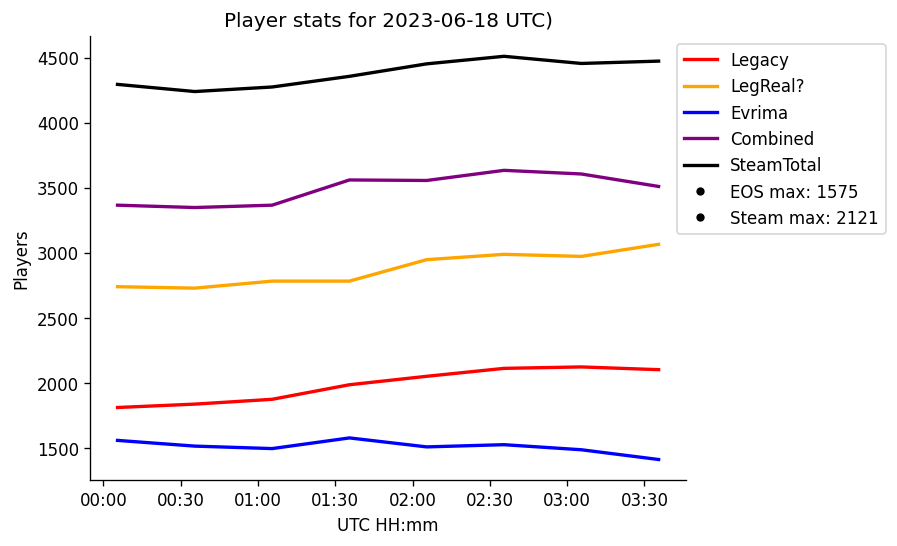 Player stats for 2023-06-18 UTC)
Players
4500
4000
3500
3000
2500
2000
1500
00:00 00:30 01:00 01:30 02:00 02:30 03:00 03:30
UTC HH:mm
Legacy
LegReal?
Evrima
Combined
SteamTotal
EOS max: 1575
Steam max: 2121